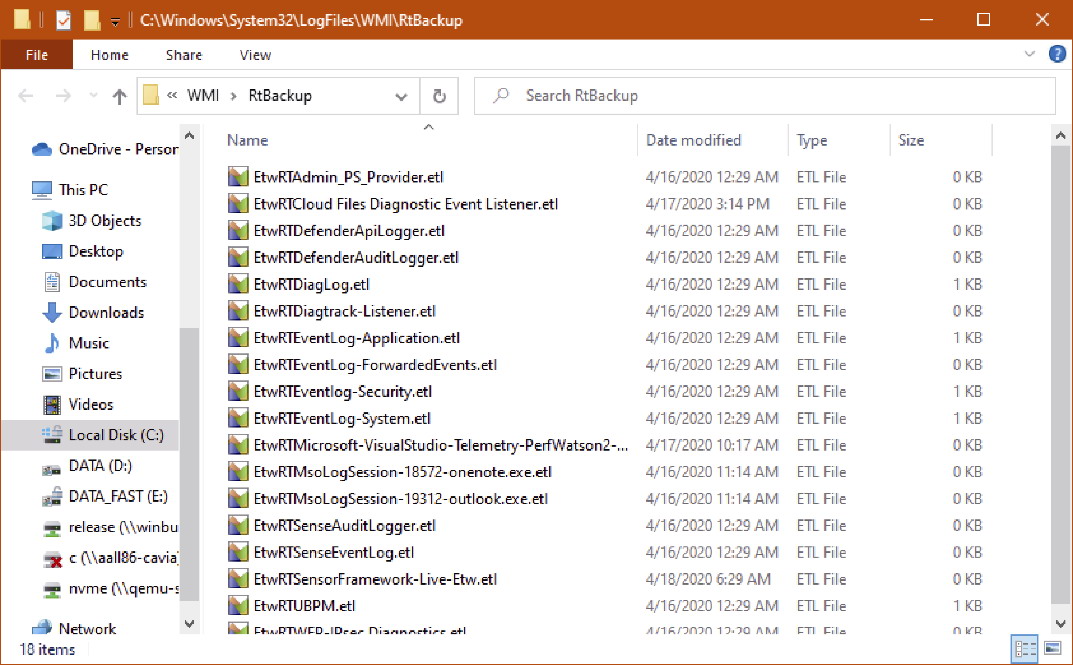 C:\Windows\System32\LogFiles\WMI\RtBackup
File Home Share View
« WMI › RtBackup Search RtBackup
OneDrive - Person
This PC
3D Objects
Desktop
Documents
Downloads
Music
Pictures
Videos
Local Disk (C:)
DATA (D:)
DATA_FAST (E:)
release (\\winbu
c (\\aall86-cavia)
nvme (\\qemu-s
Network
Name Date modified Type Size
EtwRTAdmin_PS_Provider.etl 4/16/2020 12:29 AM ETL File 0 KB
EtwRTCloud Files Diagnostic Event Listener.etl 4/17/2020 3:14 PM ETL File 0 KB
EtwRTDefenderApiLogger.etl 4/16/2020 12:29 AM ETL File 0 KB
EtwRTDefenderAuditLogger.etl 4/16/2020 12:29 AM ETL File 0 KB
EtwRTDiagLog.etl 4/16/2020 12:29 AM ETL File 1 KB
EtwRTDiagtrack-Listener.etl 4/16/2020 12:29 AM ETL File 0 KB
EtwRTEventLog-Application.etl 4/16/2020 12:29 AM ETL File 1 KB
EtwRTEventLog-ForwardedEvents.etl 4/16/2020 12:29 AM ETL File 0 KB
EtwRTEventlog-Security.etl 4/16/2020 12:29 AM ETL File 1 KB
EtwRTEventLog-System.etl 4/16/2020 12:29 AM ETL File 1 KB
EtwRTMicrosoft-VisualStudio-Telemetry-PerfWatson2-... 4/17/2020 10:17 AM ETL File 0 KB
EtwRTMsoLogSession-18572-onenote.exe.etl 4/16/2020 11:14 AM ETL File 0 KB
EtwRTMsoLogSession-19312-outlook.exe.etl 4/16/2020 11:14 AM ETL File 0 KB
EtwRTSenseAuditLogger.etl 4/16/2020 12:29 AM ETL File 0 KB
EtwRTSenseEventLog.etl 4/16/2020 12:29 AM ETL File 0 KB
EtwRTSensorFramework-Live-Etw.etl 4/18/2020 6:29 AM ETL File 0 KB
EtwRTUBPM.etl 4/16/2020 12:29 AM ETL File 1 KB
EtwRTWFP-IPsec Diagnostics.etl 4/16/2020 12:29 AM ETL File 0 KB
18 items